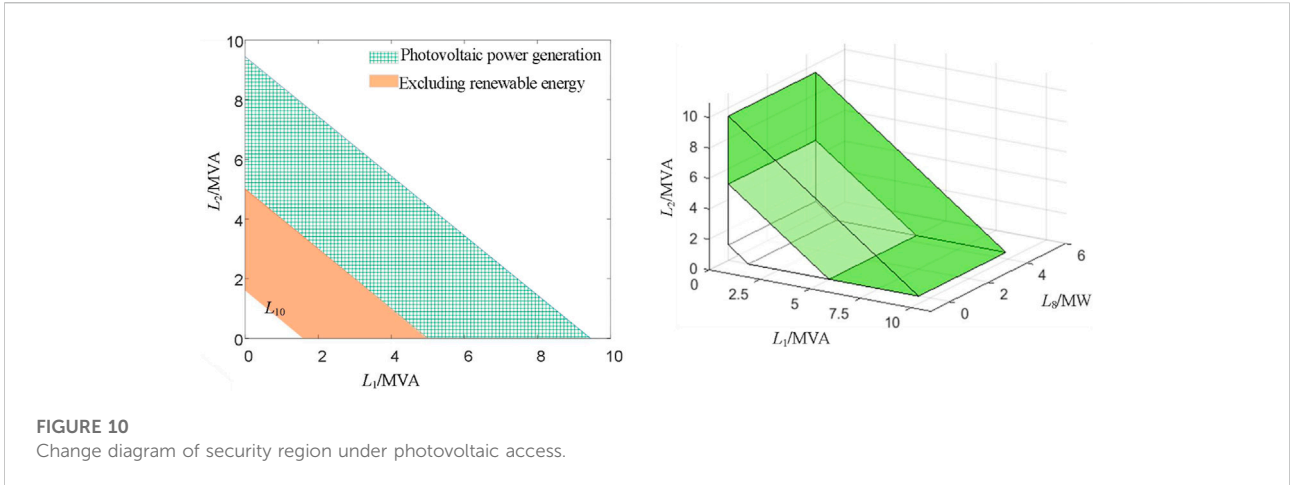 10
8
6
4
2
0
L2/MVA
Photovoltaic power generation
Excluding renewable energy
L10
0 2 4 6 8 10
L1/MVA
10
8
6
4
2
0
L2/MVA
0 2.5 5 7.5 10
L1/MVA
0 2 4 6
L8/MW
FIGURE 10
Change diagram of security region under photovoltaic access.